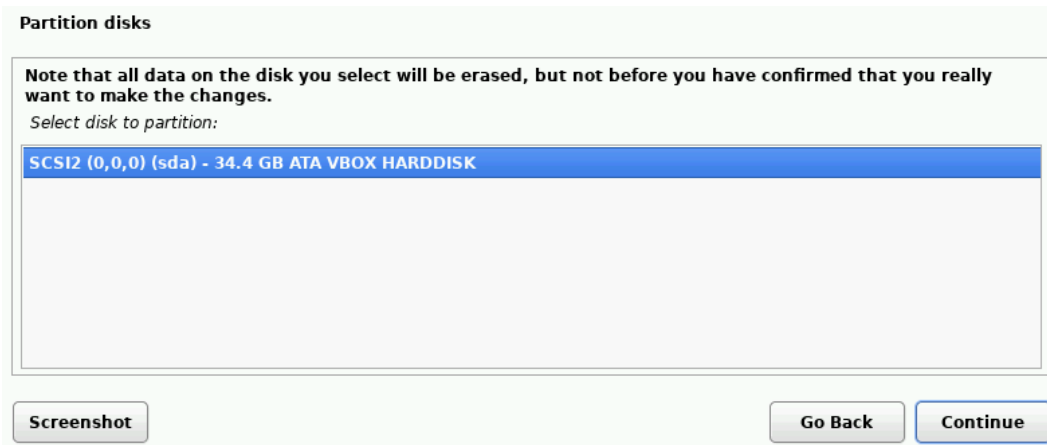 Partition disks
Note that all data on the disk you select will be erased, but not before you have confirmed that you really
want to make the changes.
Select disk to partition:
SCSI2 (0,0,0) (sda) - 34.4 GB ATA VBOX HARDDISK
Screenshot
Go Back
Continue